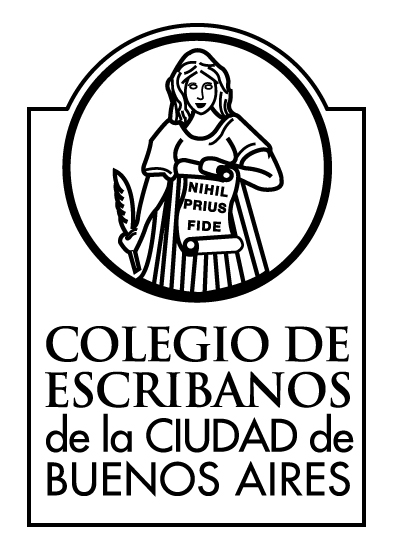 NIHIL
PRIUS
FIDE
COLEGIO DE
ESCRIBANOS
de la CIUDAD de
BUENOS AIRES